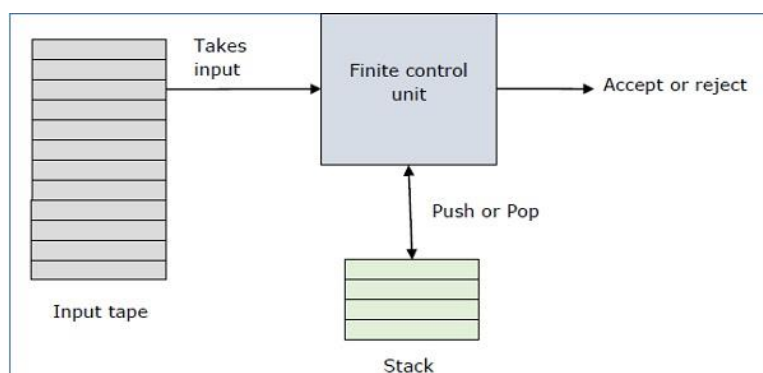 Takes
input
Finite control
unit
Accept or reject
Push or Pop
Input tape
Stack